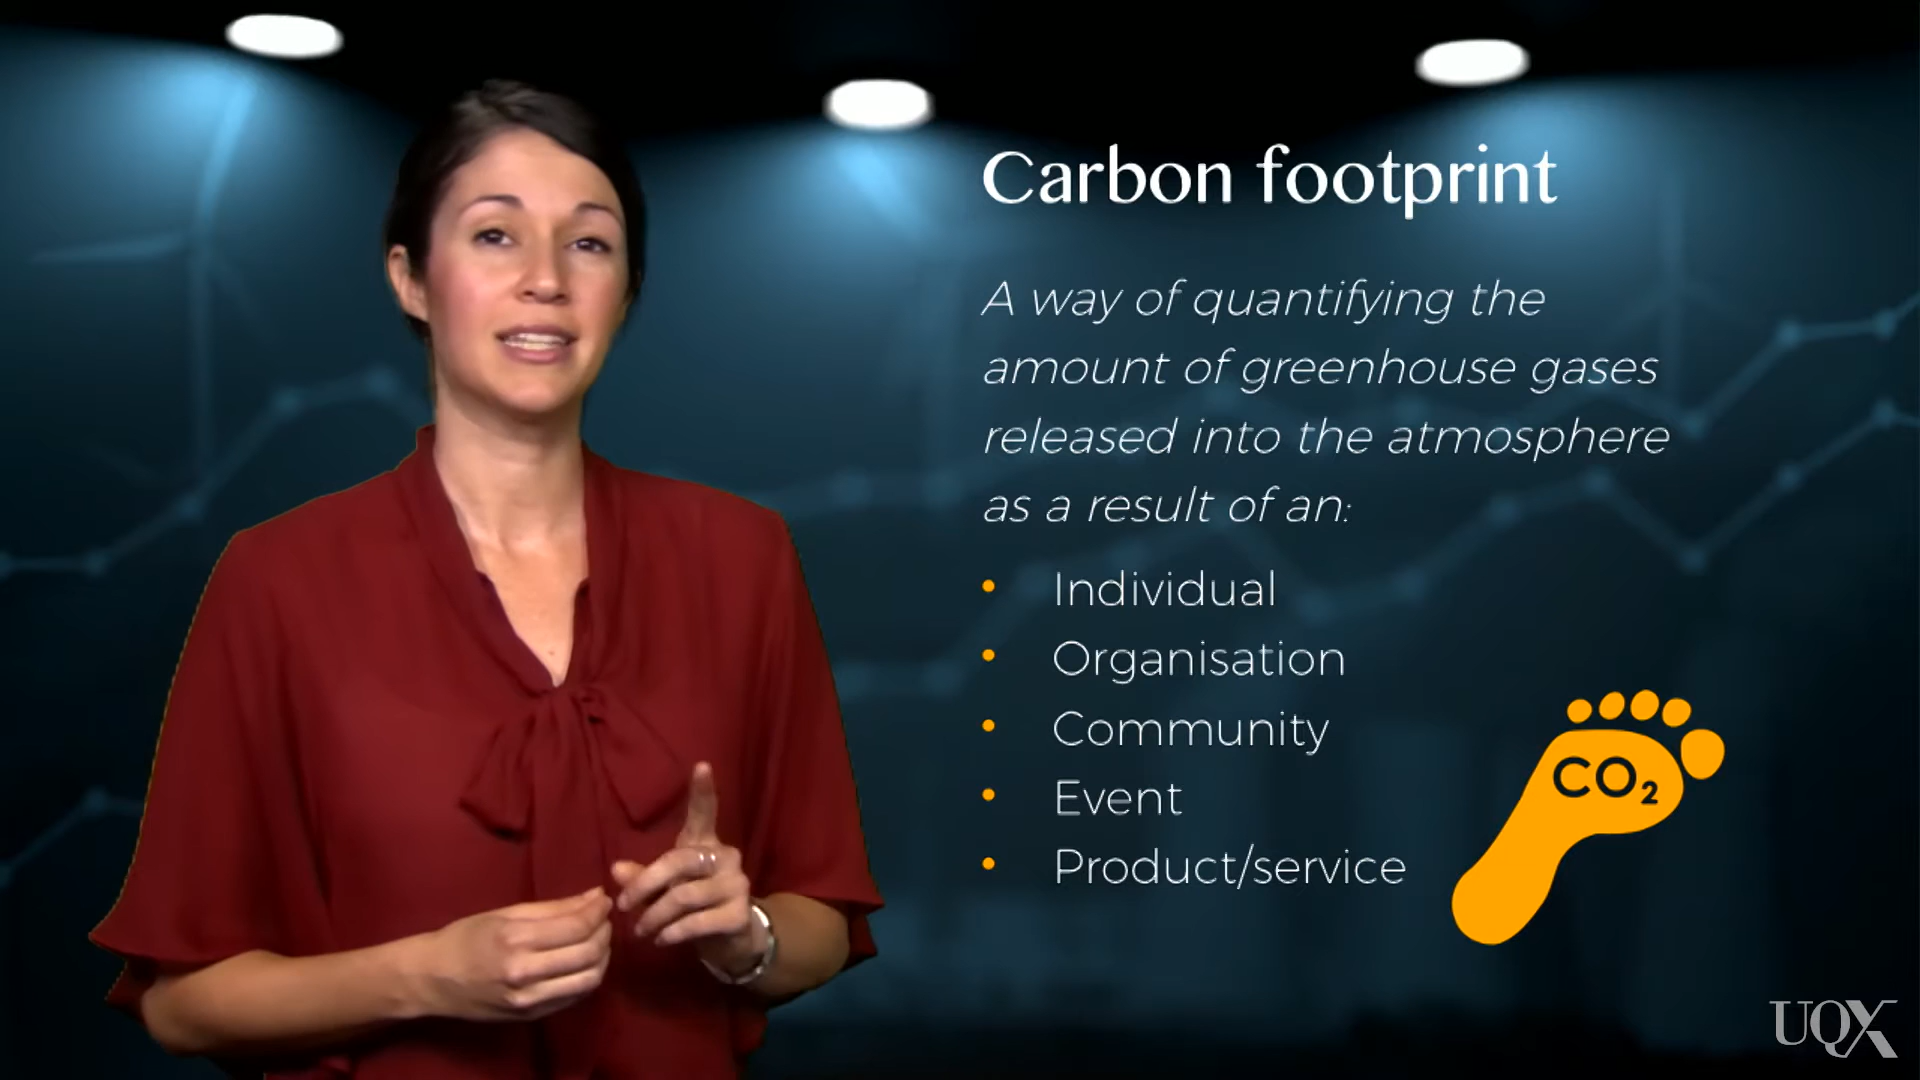 Carbon footprint
A way of quantifying the
amount of greenhouse gases
released into the atmosphere
as a result of an:
• Individual
• Organisation
• Community
• Event
• Product/service
CO₂
UQX